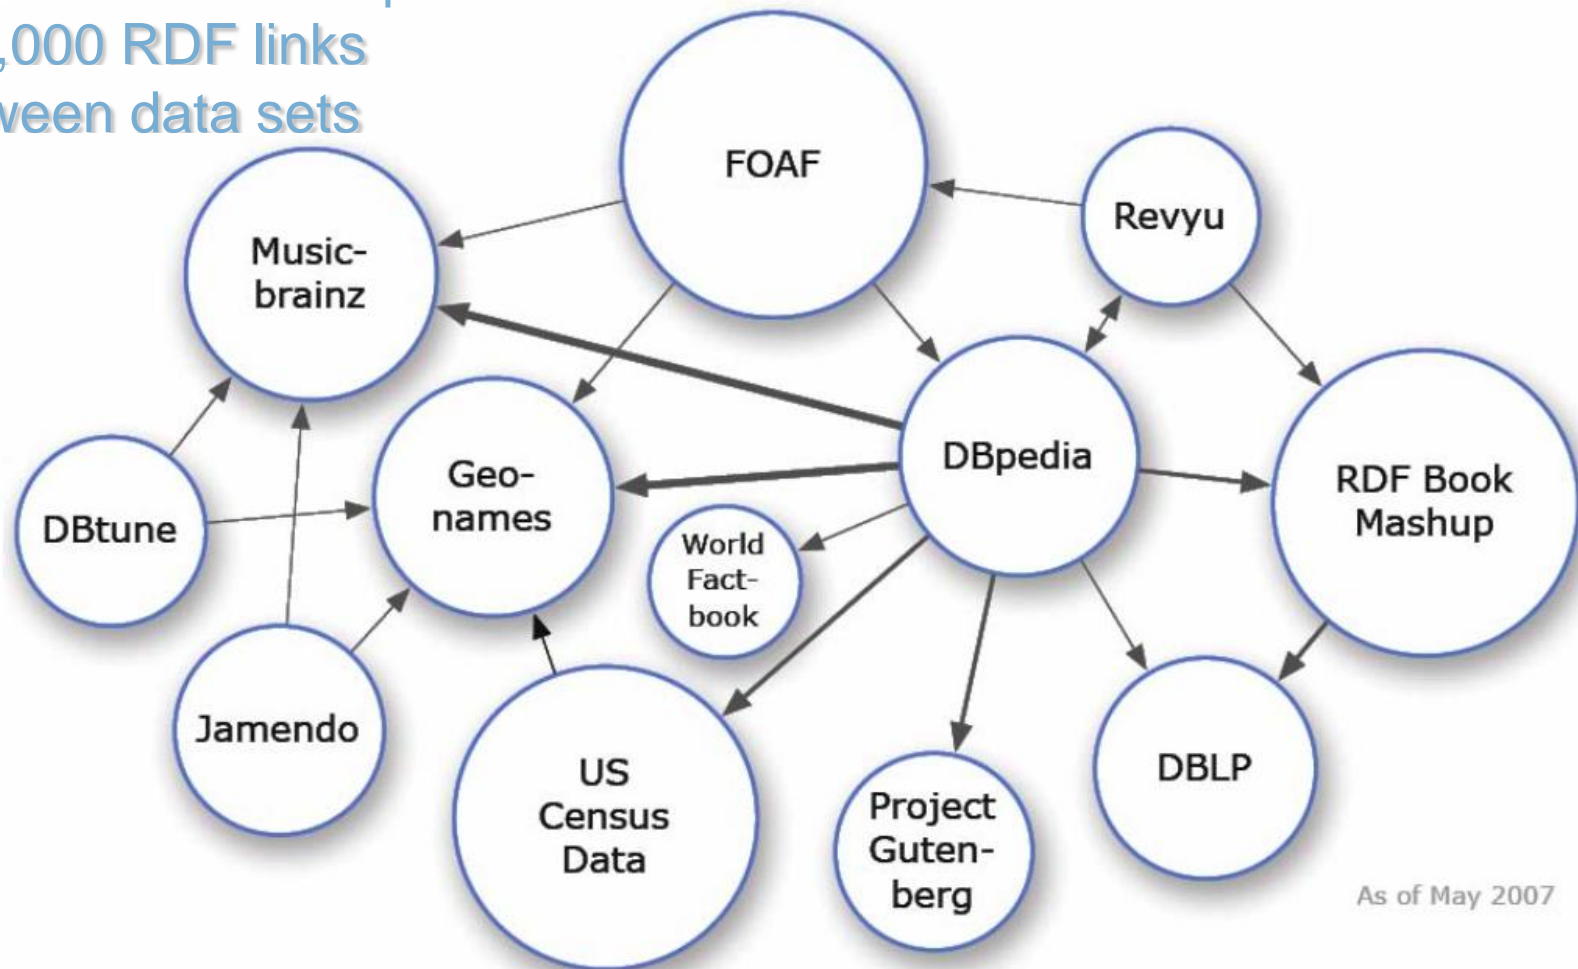 ,000 RDF links
ween data sets
FOAF
Revyu
Music-
brainz
DBpedia
Geo-
names
RDF Book
Mashup
DBtune
World
Fact-
book
Jamendo
US
Census
Data
Project
Guten-
berg
DBLP
As of May 2007